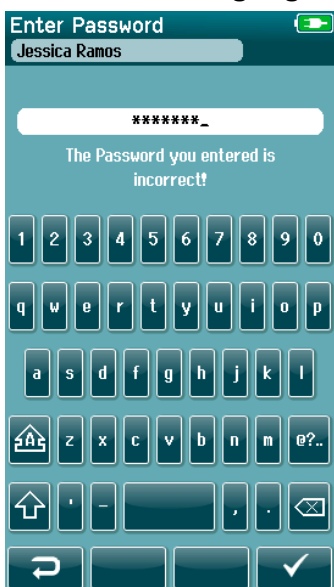 Enter Password
Jessica Ramos
*******_
The Password you entered is
incorrect!
1 2 3 4 5 6 7 8 9 0
q w e r t y u i o p
a s d f g h j k l
A z x c v b n m @?..
' - , .